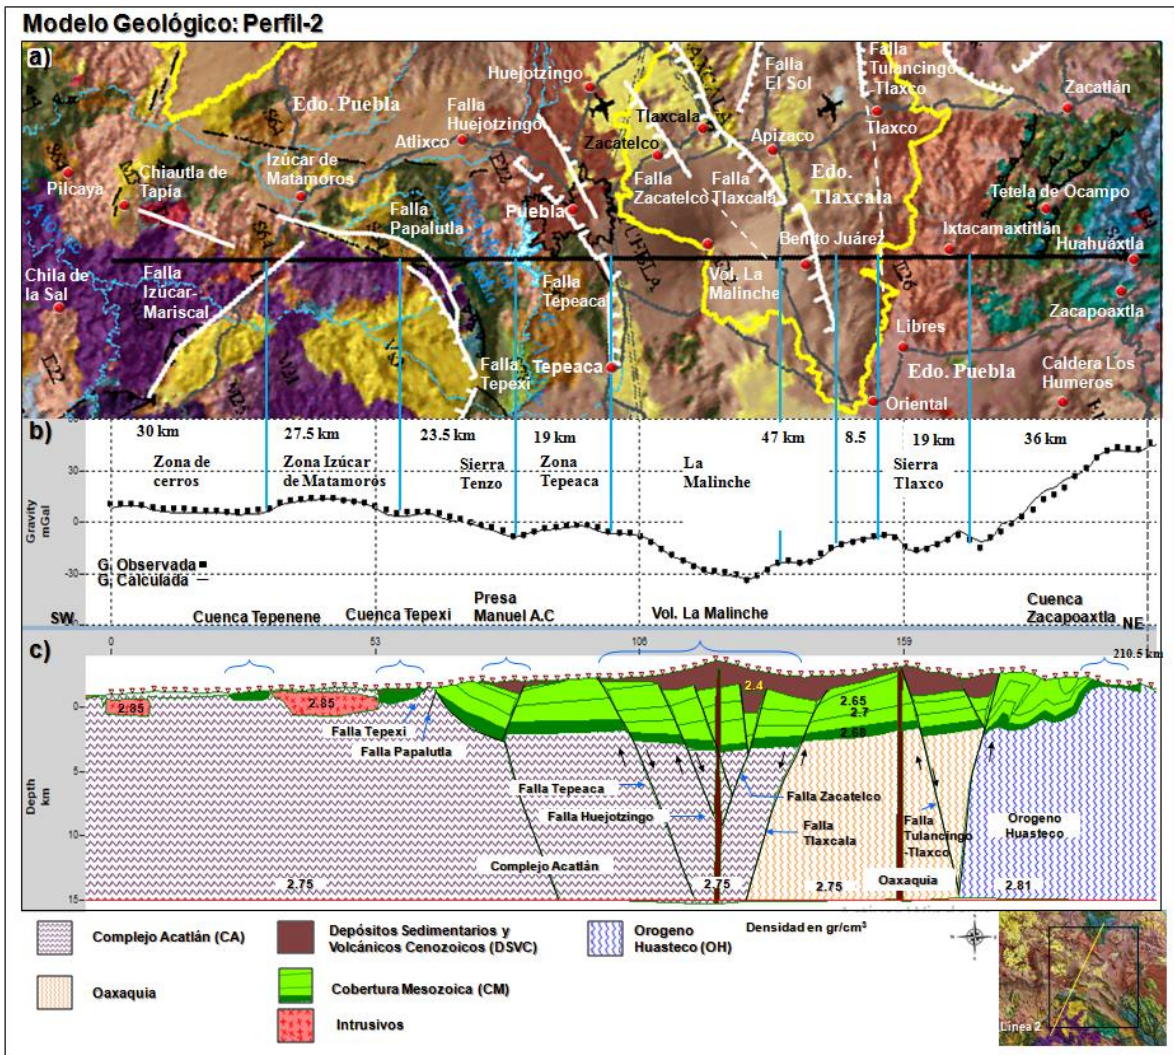 Modelo Geológico: Perfil-2
a)
Huejotzingo
Edo. Puebla
Falla
Huejotzingo
Atlixco
Tlaxcala
Zacatelco
Falla
El Sol
Falla
Tulancingo
-Tlaxco
Zacatlán
Tlaxco
Apizaco
Izúcar de
Matamoros
Chiautla de
Tapía
Pilcaya
Falla
Zacatelco
Falla
Tlaxcala
Edo.
Tlaxcala
Tetela de Ocampo
Puebla
Falla
Papalutla
Benito Juárez
Ixtacamaxtitlán
Huahuáxtla
Chila de
la Sal
Falla
Izúcar-
Mariscal
Falla
Tepeaca
Vol. La
Malinche
Zacapoaxtla
E22
Libres
Falla
Tepexi
Tepeaca
Edo. Puebla
Caldera Los
Humeros
Oriental
b)
30 km
27.5 km
23.5 km
19 km
47 km
8.5
19 km
36 km
Zona de
cerros
Zona Izúcar
de Matamoros
Sierra
Tenzo
Zona
Tepeaca
La
Malinche
Sierra
Tlaxco
Gravity
mGal
30
0
-30
G. Observada
G. Calculada
SW
Cuenca Tepenene
Cuenca Tepexi
Presa
Manuel A.C
Vol. La Malinche
Cuenca
Zacapoaxtla
NE
c)
0
53
106
159
210.5 km
2.4
2.85
2.85
2.65
2.7
2.68
Falla Tepexi
Falla Papalutla
Falla Tepeaca
Falla Zacatelco
Falla Huejotzingo
Falla
Tlaxcala
Falla
Tulancingo
-Tlaxco
Orogeno
Huasteco
Complejo Acatlán
Oaxaquia
2.75
2.75
2.75
2.81
Depth
km
0
5
10
15
Complejo Acatlán (CA)
Depósitos Sedimentarios y
Volcánicos Cenozoicos (DSVC)
Orogeno
Huasteco (OH)
Densidad en gr/cm³
Oaxaquia
Cobertura Mesozoica (CM)
Intrusivos
Linea 2